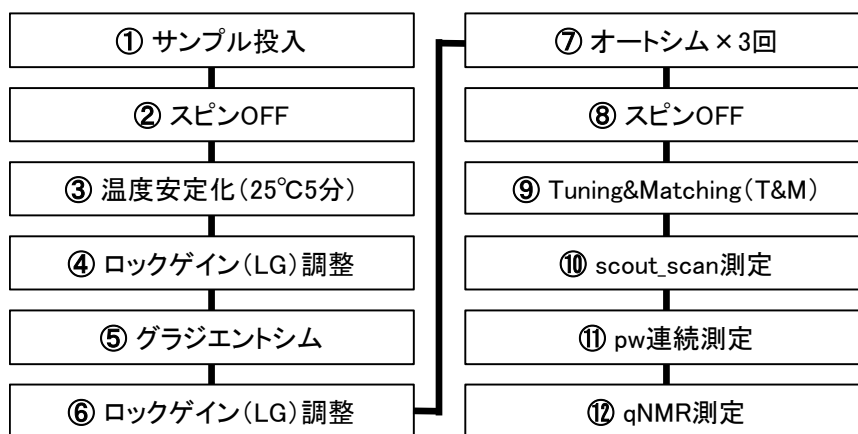 ① サンプル投入
② スピンOFF
③ 温度安定化(25℃5分)
④ ロックゲイン(LG)調整
⑤ グラジエントシム
⑥ ロックゲイン(LG)調整
⑦ オートシム×3回
⑧ スピンOFF
⑨ Tuning&Matching(T&M)
⑩ scout_scan測定
⑪ pw連続測定
⑫ qNMR測定